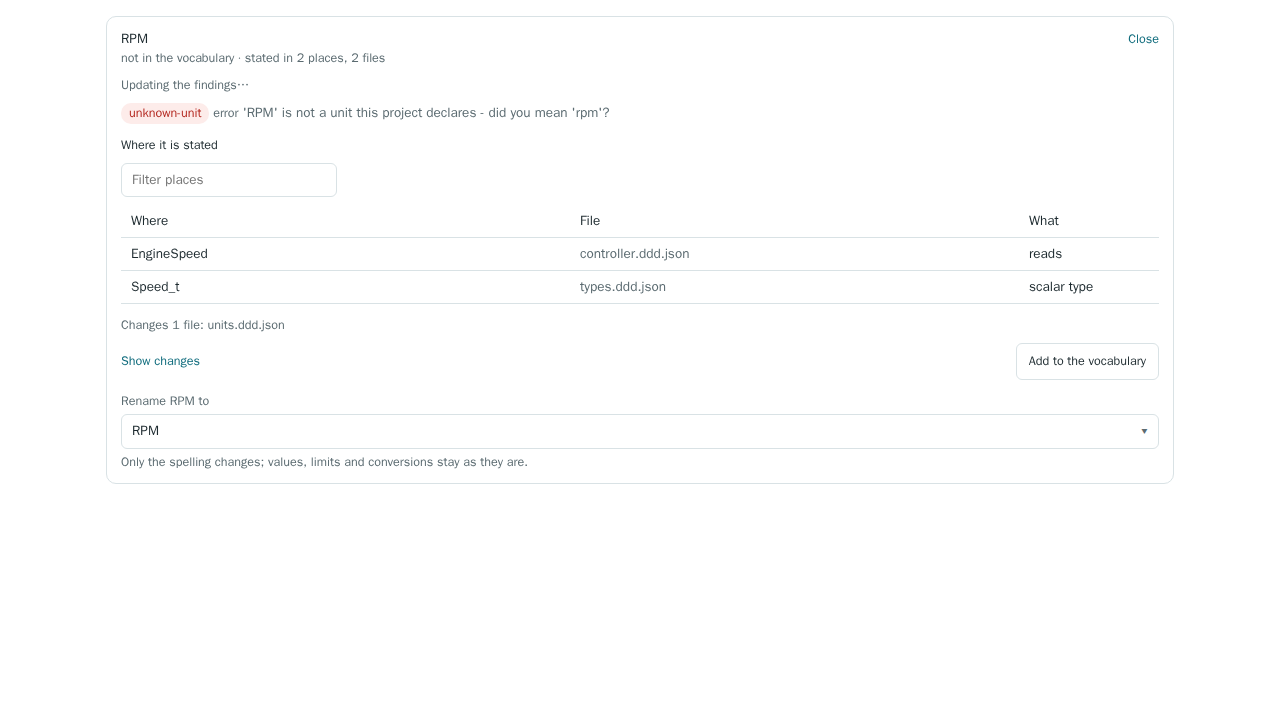 RPM
Close
not in the vocabulary · stated in 2 places, 2 files
Updating the findings…
unknown-unit error 'RPM' is not a unit this project declares - did you mean 'rpm'?
Where it is stated
Filter places
Where File What
EngineSpeed controller.ddd.json reads
Speed_t types.ddd.json scalar type
Changes 1 file: units.ddd.json
Show changes
Add to the vocabulary
Rename RPM to
RPM
Only the spelling changes; values, limits and conversions stay as they are.